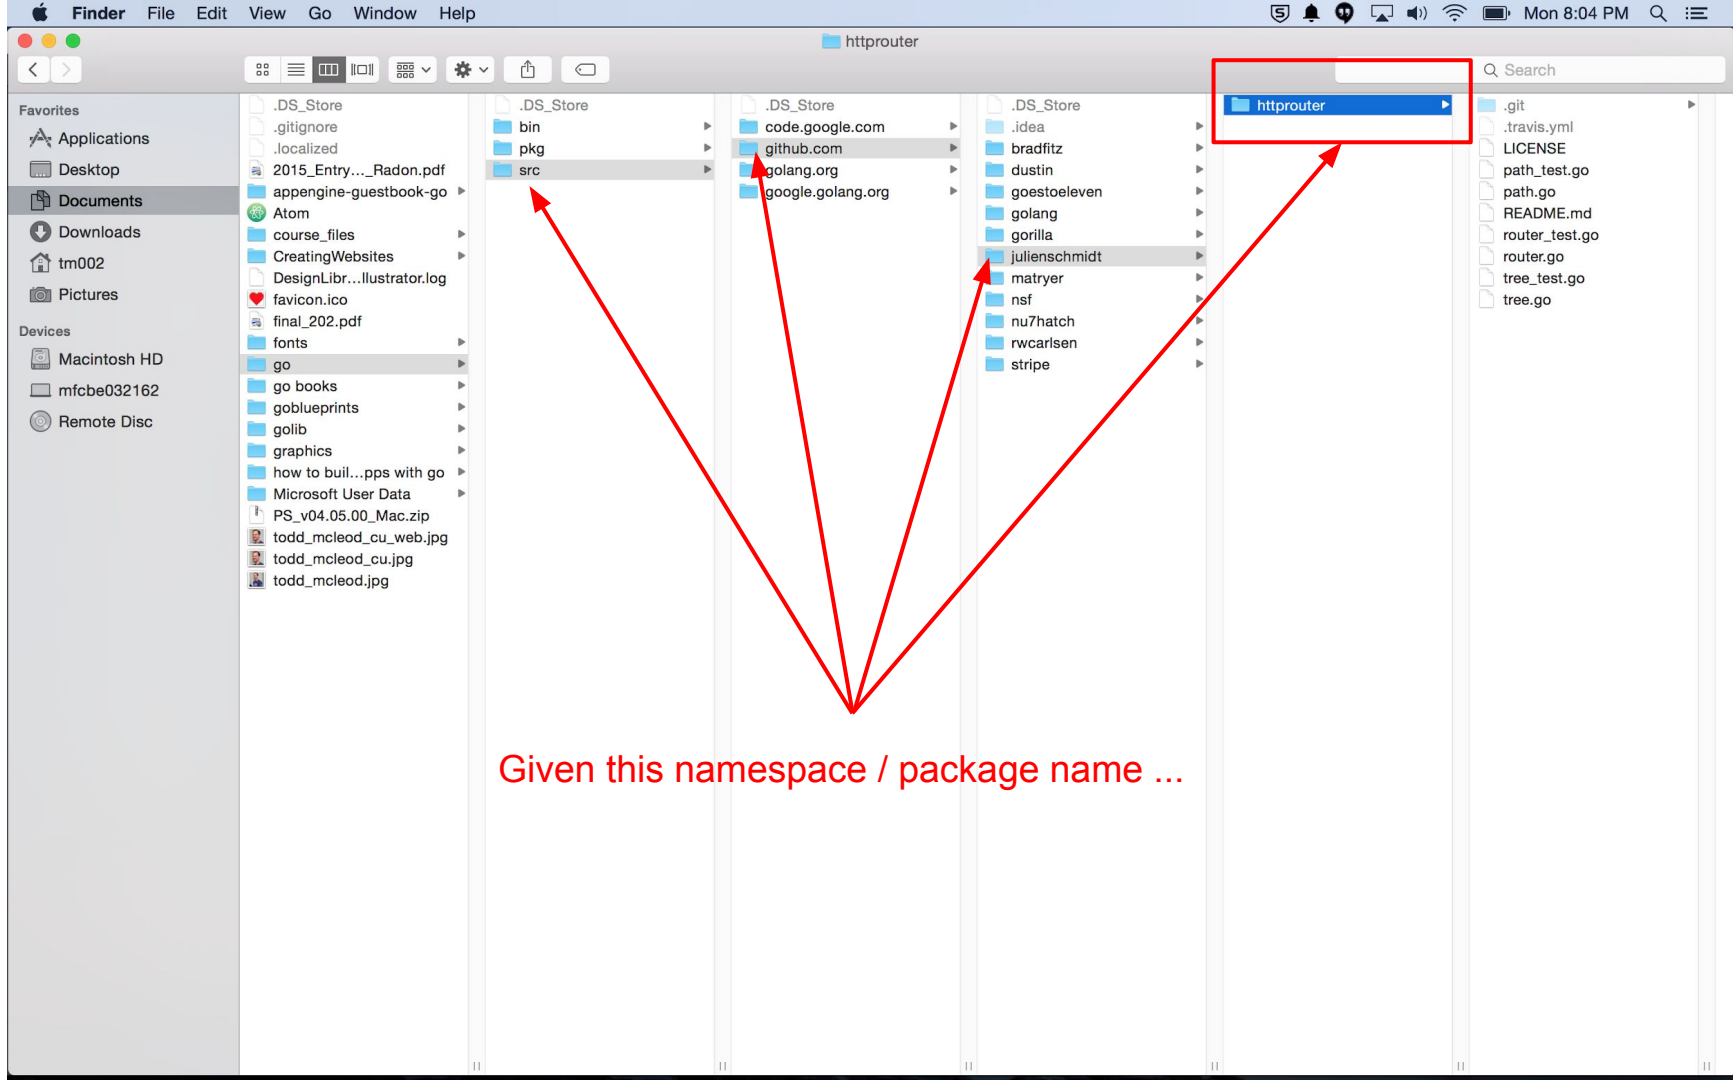 Finder File Edit View Go Window Help
Mon 8:04 PM
httprouter
Search
Favorites
Applications
Desktop
Documents
Downloads
tm002
Pictures
Devices
Macintosh HD
mfcbe032162
Remote Disc
.DS_Store
.gitignore
.localized
2015_Entry…_Radon.pdf
appengine-guestbook-go
Atom
course_files
CreatingWebsites
DesignLibr…llustrator.log
favicon.ico
final_202.pdf
fonts
go
go books
goblueprints
golib
graphics
how to buil…pps with go
Microsoft User Data
PS_v04.05.00_Mac.zip
todd_mcleod_cu_web.jpg
todd_mcleod_cu.jpg
todd_mcleod.jpg
.DS_Store
bin
pkg
src
.DS_Store
code.google.com
github.com
golang.org
google.golang.org
.DS_Store
.idea
bradfitz
dustin
goestoeleven
golang
gorilla
julienschmidt
matryer
nsf
nu7hatch
rwcarlsen
stripe
httprouter
.git
.travis.yml
LICENSE
path_test.go
path.go
README.md
router_test.go
router.go
tree_test.go
tree.go
Given this namespace / package name ...